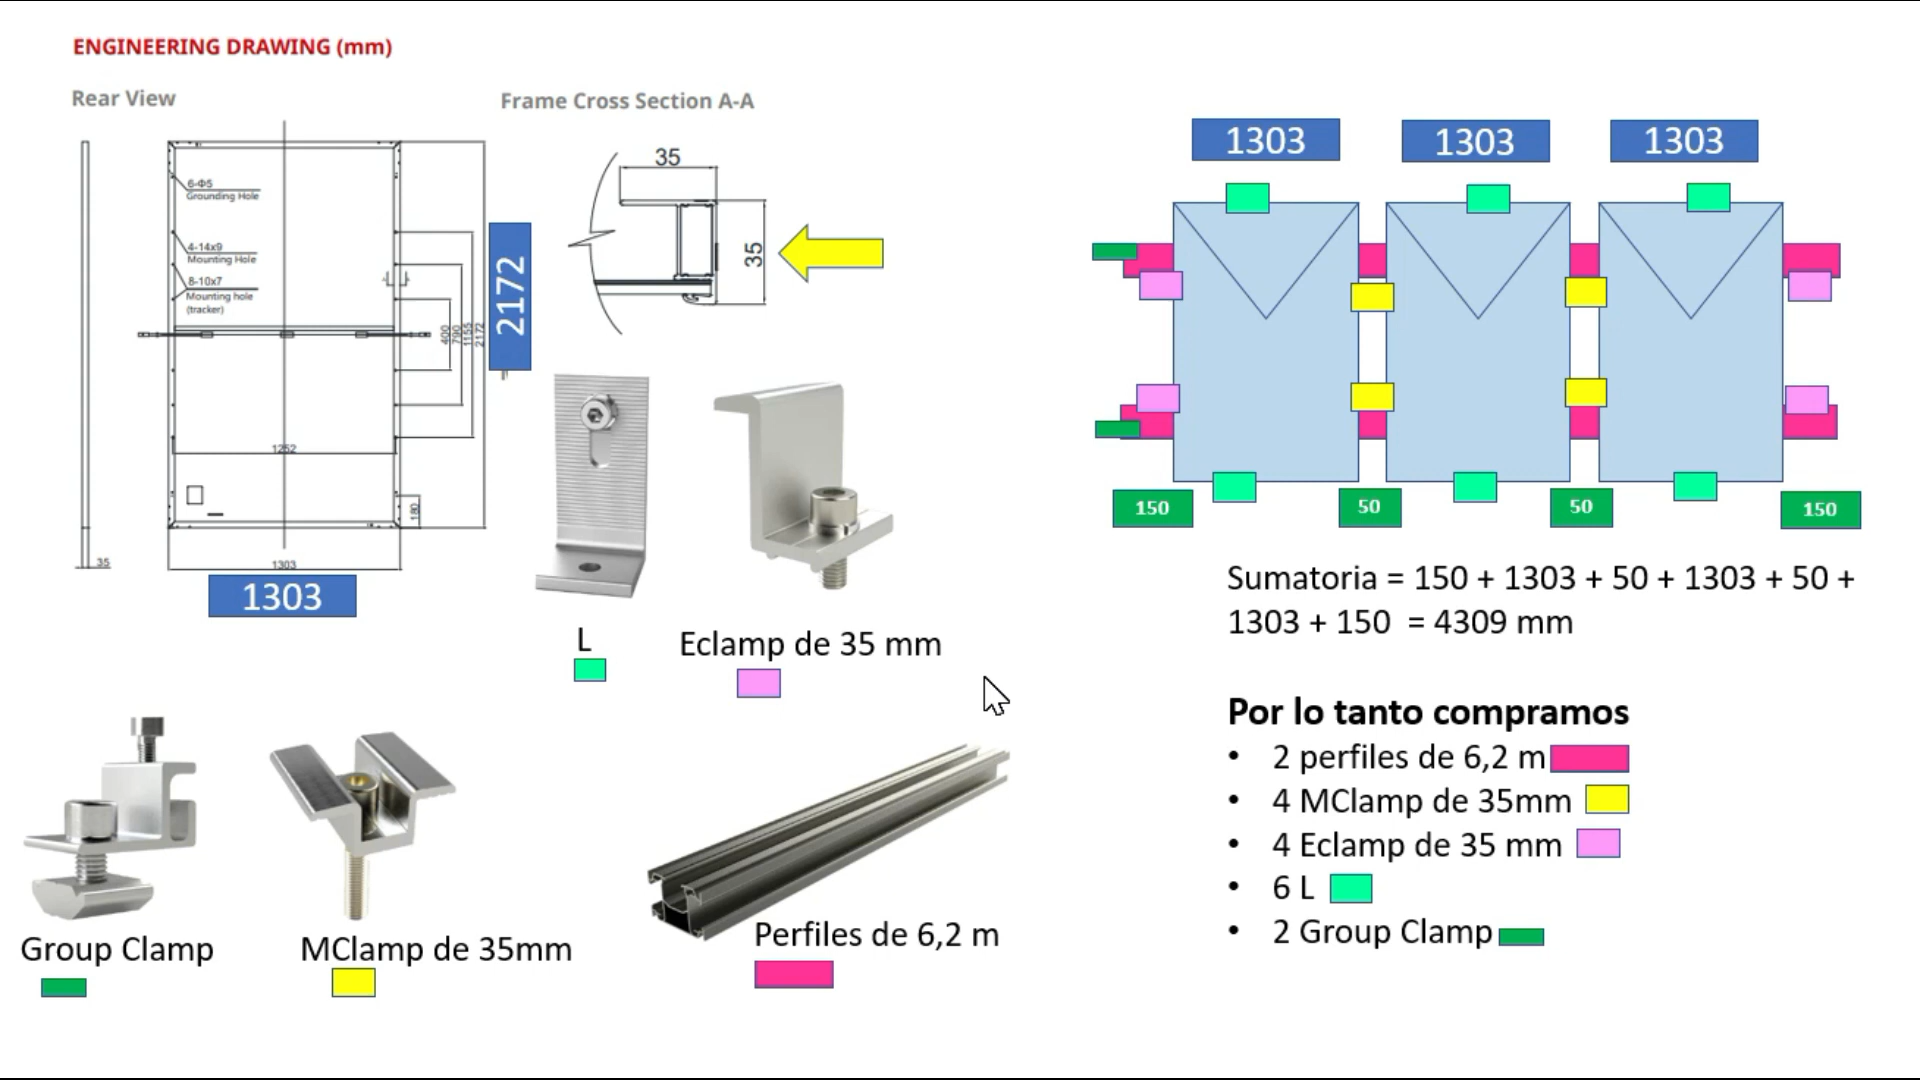 ENGINEERING DRAWING (mm)
Rear View
Frame Cross Section A-A
6-Φ5
Grounding Hole
4-14x9
Mounting Hole
8-10x7
Mounting hole
(tracker)
400
790
1155
2172
2172
1252
180
35
1303
1303
35
35
L
Eclamp de 35 mm
Group Clamp
MClamp de 35mm
Perfiles de 6,2 m
1303
1303
1303
150
50
50
150
Sumatoria = 150 + 1303 + 50 + 1303 + 50 +
1303 + 150 = 4309 mm
Por lo tanto compramos
• 2 perfiles de 6,2 m
• 4 MClamp de 35mm
• 4 Eclamp de 35 mm
• 6 L
• 2 Group Clamp